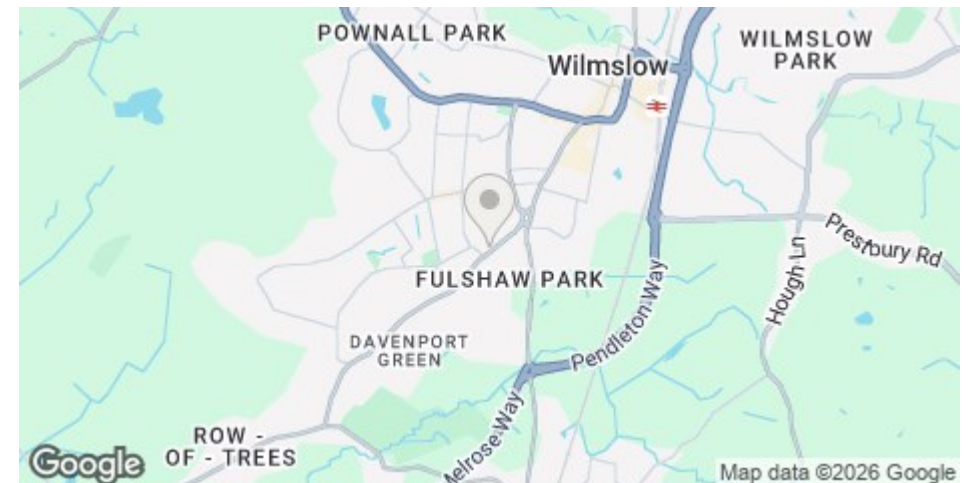 POWNALL PARK
WILMSLOW
PARK
Wilmslow
Prestbury Rd
Hough Ln
FULSHAW PARK
Pendleton Way
DAVENPORT
GREEN
Melrose Way
ROW -
OF - TREES
Google
Map data ©2026 Google